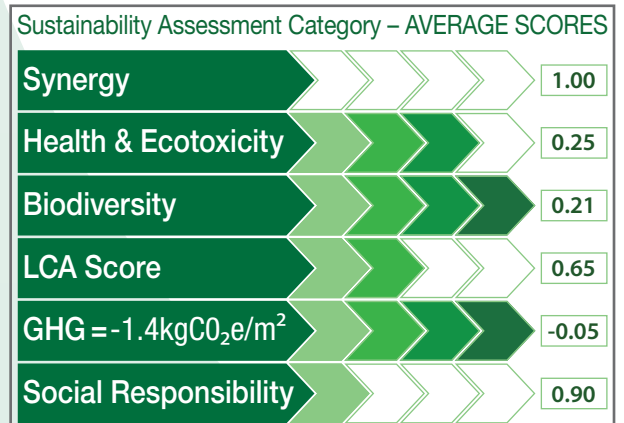 Sustainability Assessment Category – AVERAGE SCORES
Synergy 1.00
Health & Ecotoxicity 0.25
Biodiversity 0.21
LCA Score 0.65
GHG = -1.4kgC0₂e/m² -0.05
Social Responsibility 0.90